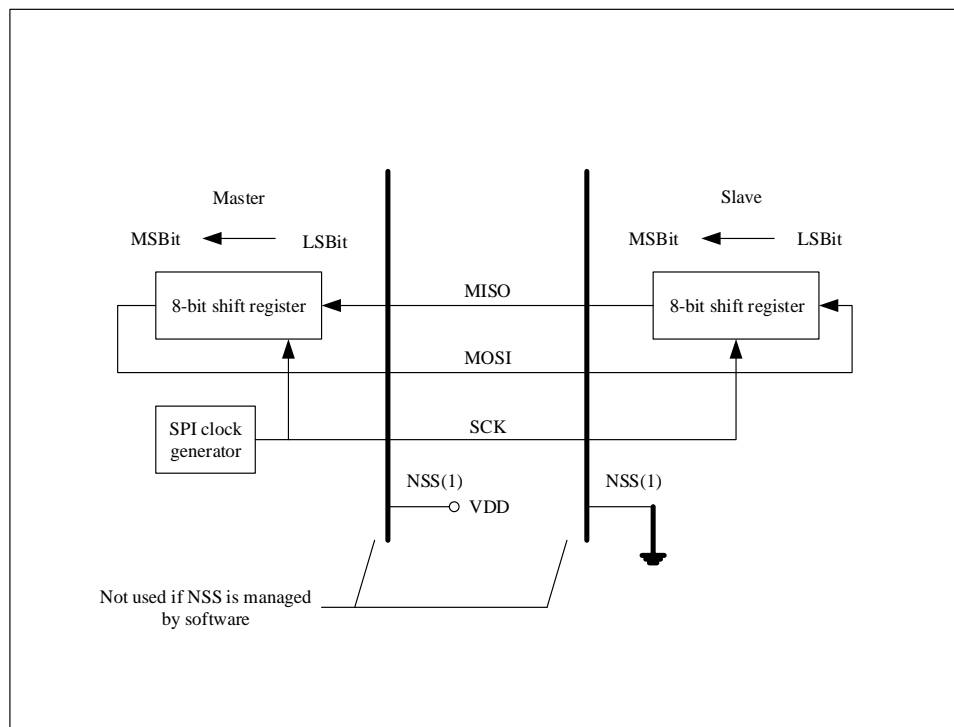 Master
Slave
MSBit
LSBit
MSBit
LSBit
8-bit shift register
MISO
8-bit shift register
MOSI
SPI clock
generator
SCK
NSS(1)
NSS(1)
VDD
Not used if NSS is managed
by software